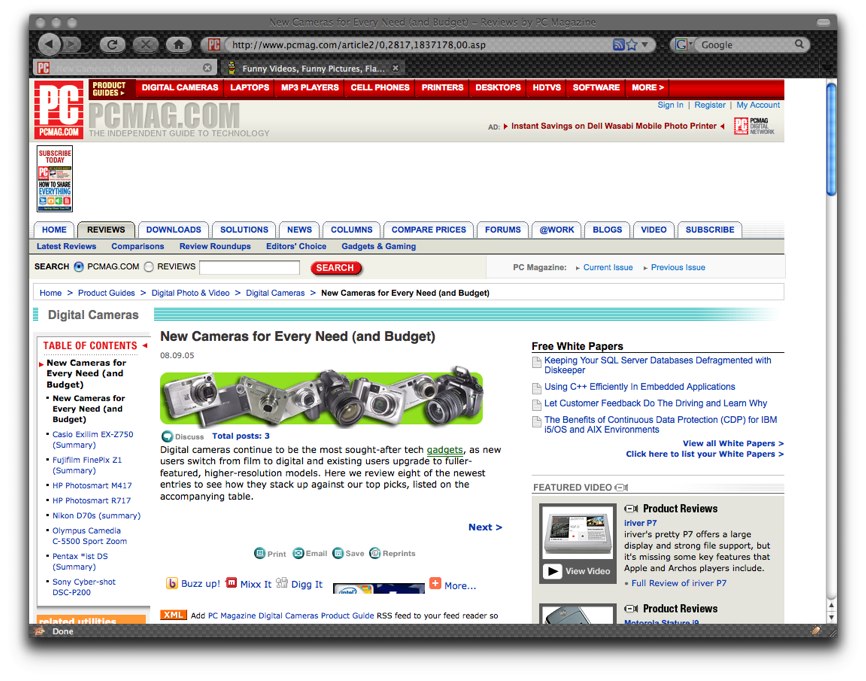 New Cameras for Every Need (and Budget) - Reviews by PC Magazine
PC http://www.pcmag.com/article2/0,2817,1837178,00.asp
G Google
PC
Funny Videos, Funny Pictures, Fla...
PC
PCMAG.COM
PRODUCT GUIDES
DIGITAL CAMERAS LAPTOPS MP3 PLAYERS CELL PHONES PRINTERS DESKTOPS HDTVS SOFTWARE MORE >
PCMAG.COM
THE INDEPENDENT GUIDE TO TECHNOLOGY
Sign In | Register | My Account
AD: Instant Savings on Dell Wasabi Mobile Photo Printer
PC PCMAG DIGITAL NETWORK
SUBSCRIBE TODAY
HOW TO SHARE EVERYTHING
HOME REVIEWS DOWNLOADS SOLUTIONS NEWS COLUMNS COMPARE PRICES FORUMS @WORK BLOGS VIDEO SUBSCRIBE
Latest Reviews Comparisons Review Roundups Editors' Choice Gadgets & Gaming
SEARCH PCMAG.COM REVIEWS SEARCH
PC Magazine: Current Issue Previous Issue
Home > Product Guides > Digital Photo & Video > Digital Cameras > New Cameras for Every Need (and Budget)
Digital Cameras
TABLE OF CONTENTS
New Cameras for
Every Need (and
Budget)
New Cameras for
Every Need (and
Budget)
Casio Exilim EX-Z750
(Summary)
Fujifilm FinePix Z1
(Summary)
HP Photosmart M417
HP Photosmart R717
Nikon D70s (summary)
Olympus Camedia
C-5500 Sport Zoom
Pentax *ist DS
(Summary)
Sony Cyber-shot
DSC-P200
related utilities
New Cameras for Every Need (and Budget)
08.09.05
Discuss Total posts: 3
Digital cameras continue to be the most sought-after tech gadgets, as new
users switch from film to digital and existing users upgrade to fuller-
featured, higher-resolution models. Here we review eight of the newest
entries to see how they stack up against our top picks, listed on the
accompanying table.
Next >
Print Email Save Reprints
Buzz up! Mixx It Digg It More...
XML Add PC Magazine Digital Cameras Product Guide RSS feed to your feed reader so
Free White Papers
Keeping Your SQL Server Databases Defragmented with
Diskeeper
Using C++ Efficiently In Embedded Applications
Let Customer Feedback Do The Driving and Learn Why
The Benefits of Continuous Data Protection (CDP) for IBM
i5/OS and AIX Environments
View all White Papers >
Click here to list your White Papers >
FEATURED VIDEO
View Video
Product Reviews
iriver P7
iriver's pretty P7 offers a large
display and strong file support, but
it's missing some key features that
Apple and Archos players include.
Full Review of iriver P7
Product Reviews
Motorola Stature i9
Done